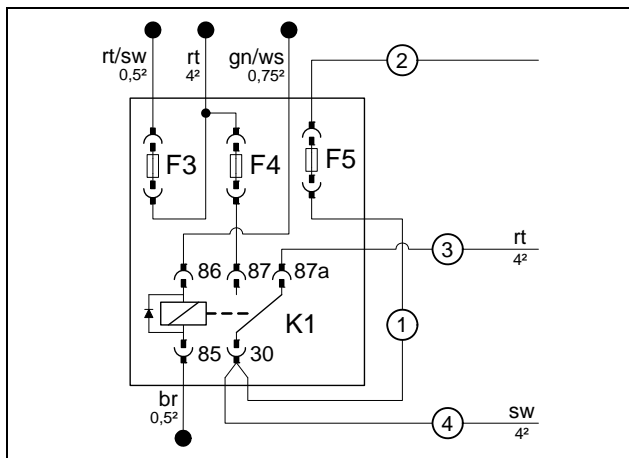 rt/sw
0,5²
rt
4²
gn/ws
0,75²
2
F3
F4
F5
3
rt
4²
86
87
87a
K1
1
85
30
br
0,5²
4
sw
4²